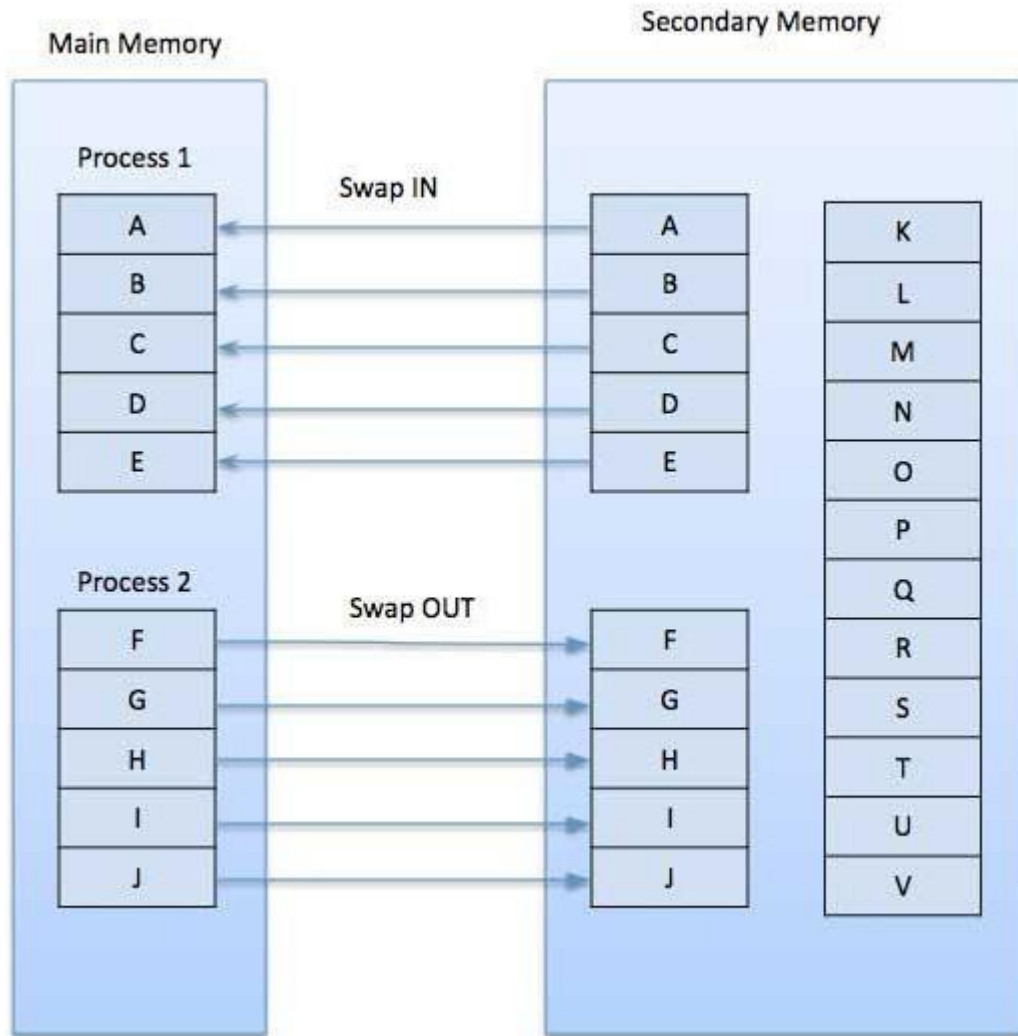 Main Memory
Secondary Memory
Process 1
Swap IN
A
B
C
D
E
A
B
C
D
E
Process 2
Swap OUT
F
G
H
I
J
F
G
H
I
J
K
L
M
N
O
P
Q
R
S
T
U
V